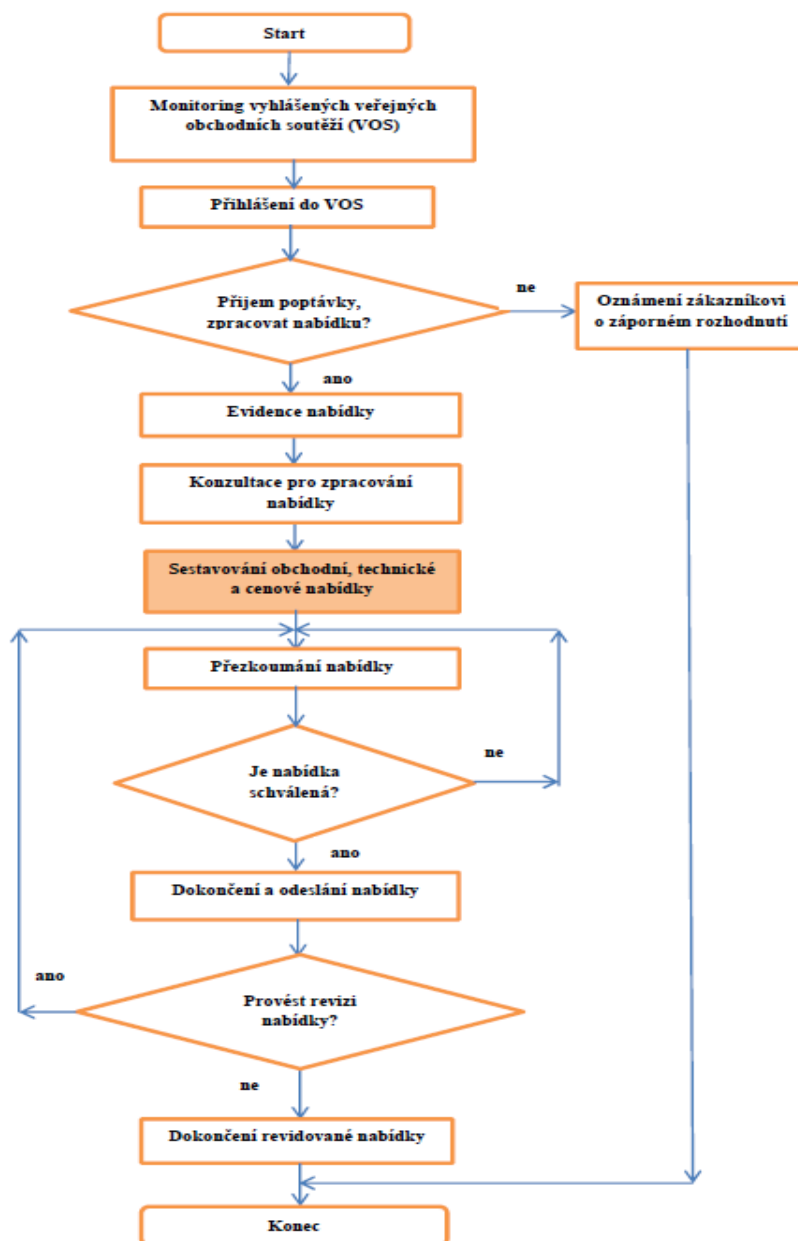 Start
Monitoring vyhlášených veřejných
obchodních soutěží (VOS)
Přihlášení do VOS
Přijem poptávky,
zpracovat nabídku?
ne
Oznámení zákazníkovi
o záporném rozhodnutí
ano
Evidence nabídky
Konzultace pro zpracování
nabídky
Sestavování obchodní, technické
a cenové nabídky
Přezkoumání nabídky
Je nabídka
schválená?
ne
ano
Dokončení a odeslání nabídky
ano
Provést revizi
nabídky?
ne
Dokončení revidované nabídky
Konec